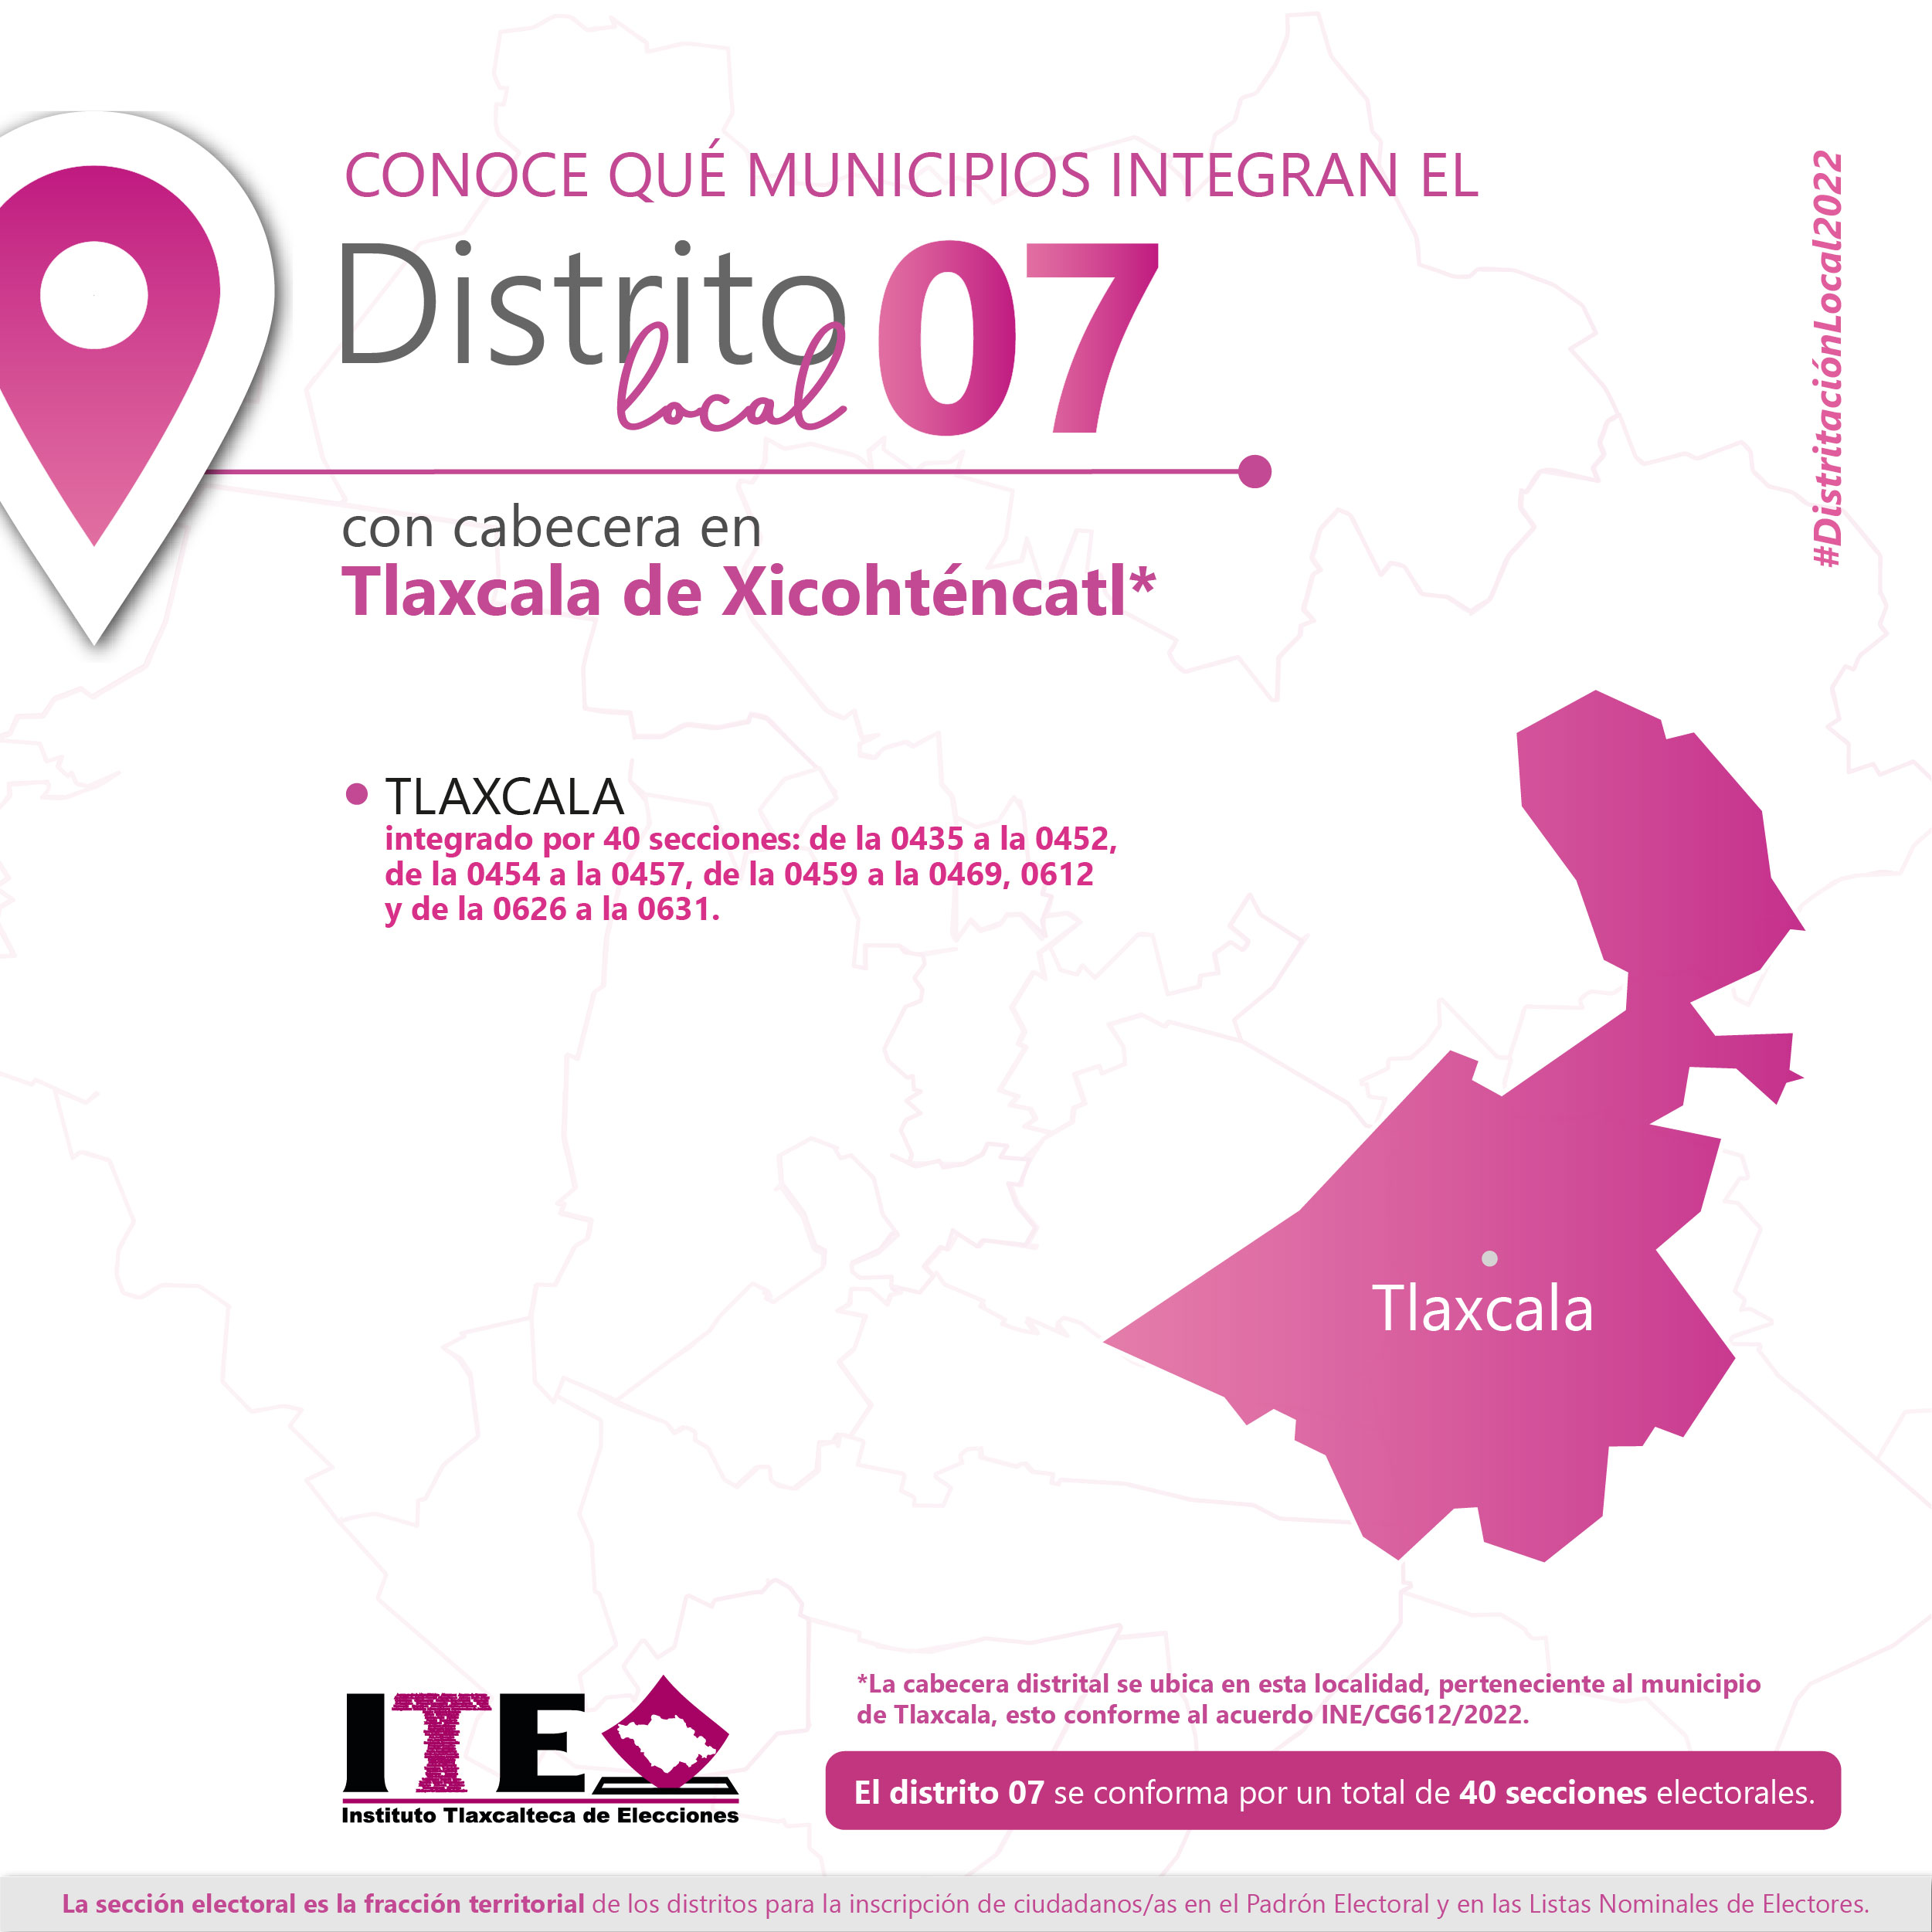 CONOCE QUÉ MUNICIPIOS INTEGRAN EL
Distrito 07
local
#DistritaciónLocal2022
con cabecera en
Tlaxcala de Xicohténcatl*
TLAXCALA
integrado por 40 secciones: de la 0435 a la 0452,
de la 0454 a la 0457, de la 0459 a la 0469, 0612
y de la 0626 a la 0631.
Tlaxcala
ITE
Instituto Tlaxcalteca de Elecciones
*La cabecera distrital se ubica en esta localidad, perteneciente al municipio
de Tlaxcala, esto conforme al acuerdo INE/CG612/2022.
El distrito 07 se conforma por un total de 40 secciones electorales.
La sección electoral es la fracción territorial de los distritos para la inscripción de ciudadanos/as en el Padrón Electoral y en las Listas Nominales de Electores.